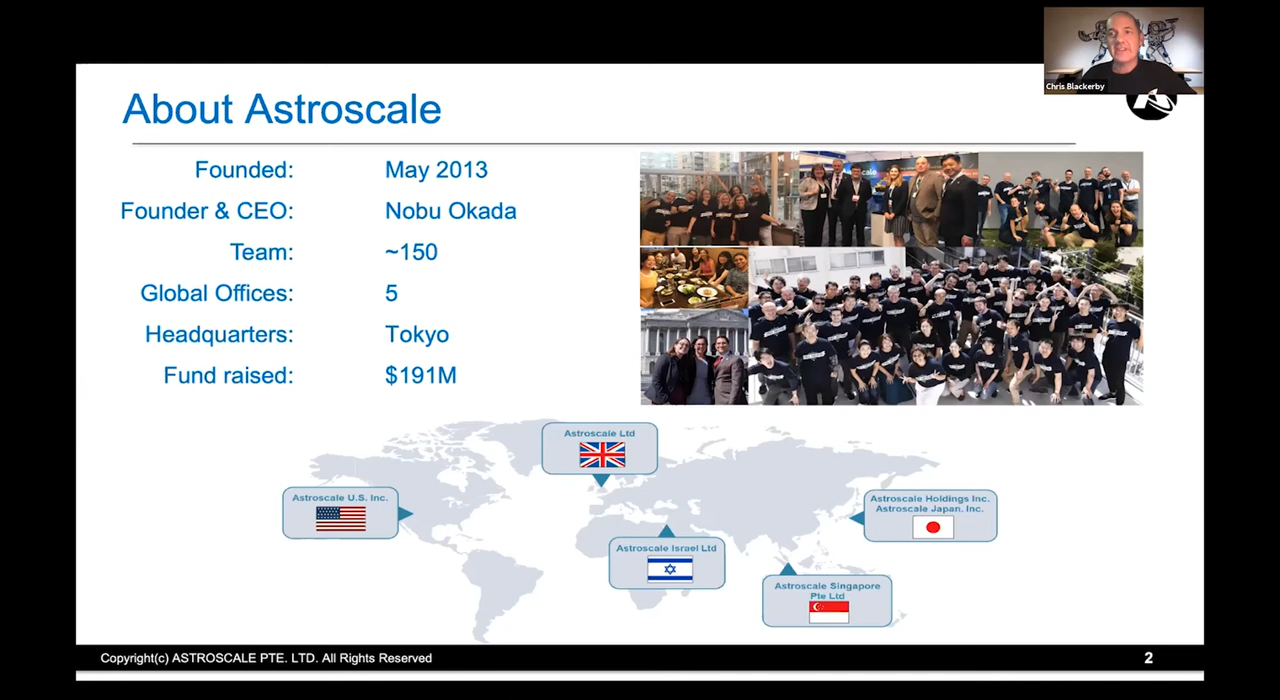 Chris Blackerby
About Astroscale
Founded: May 2013
Founder & CEO: Nobu Okada
Team: ~150
Global Offices: 5
Headquarters: Tokyo
Fund raised: $191M
Astroscale Ltd
Astroscale U.S. Inc.
Astroscale Holdings Inc.
Astroscale Japan. Inc.
Astroscale Israel Ltd
Astroscale Singapore
Pte Ltd
Copyright(c) ASTROSCALE PTE. LTD. All Rights Reserved
2